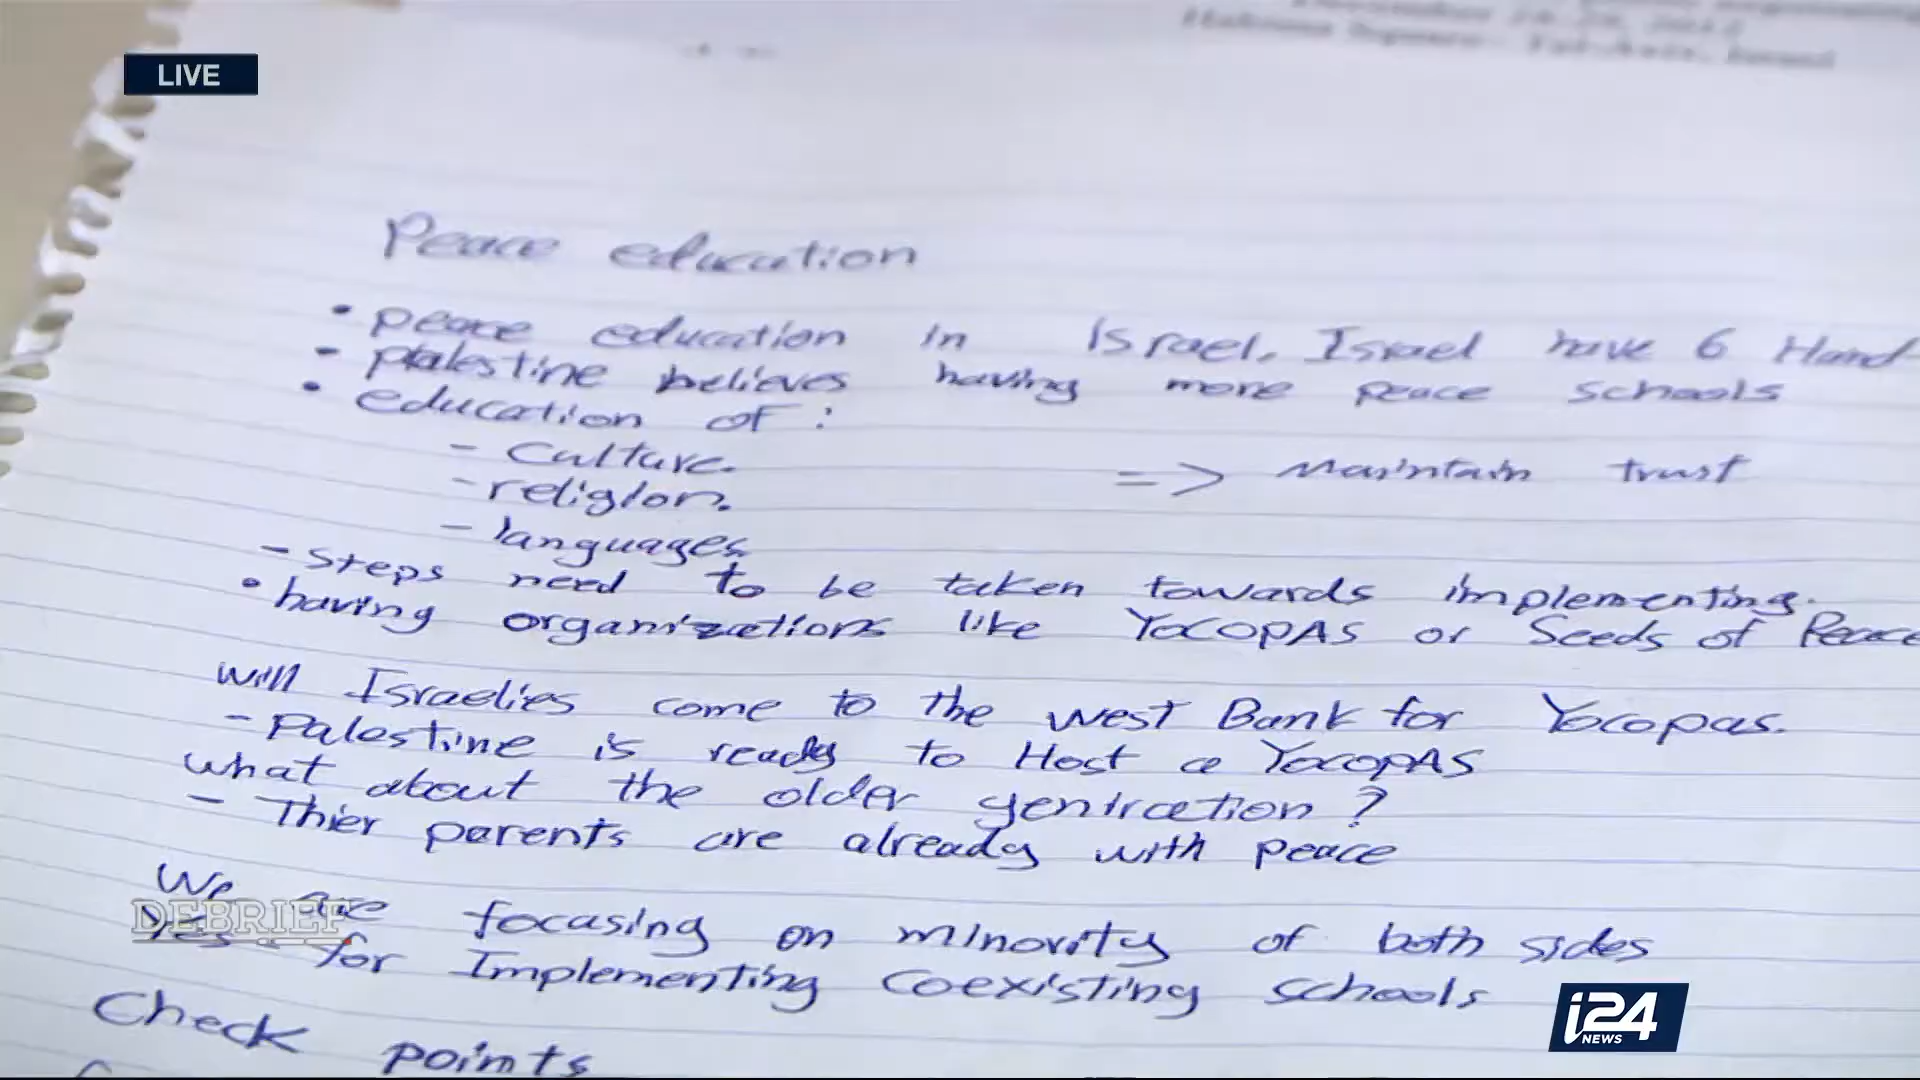 LIVE
Peace education
• peace education in Israel. Israel have 6 Hand
- palestine believes having more peace schools
• education of :
- Culture.
- religion.
- languages
=> Maintain trust
- Steps need to be taken towards implementing.
• having organizations like YOCOPAS or Seeds of Peace
will Israelies come to the west Bank for Yocopas.
- Palestine is ready to Host a YocopAS
what about the older geniration ?
- Thier parents are already with peace
We are focusing on minority of both sides
Yes for Implementing Coexisting schools
Check points
DEBRIEF
i24
NEWS